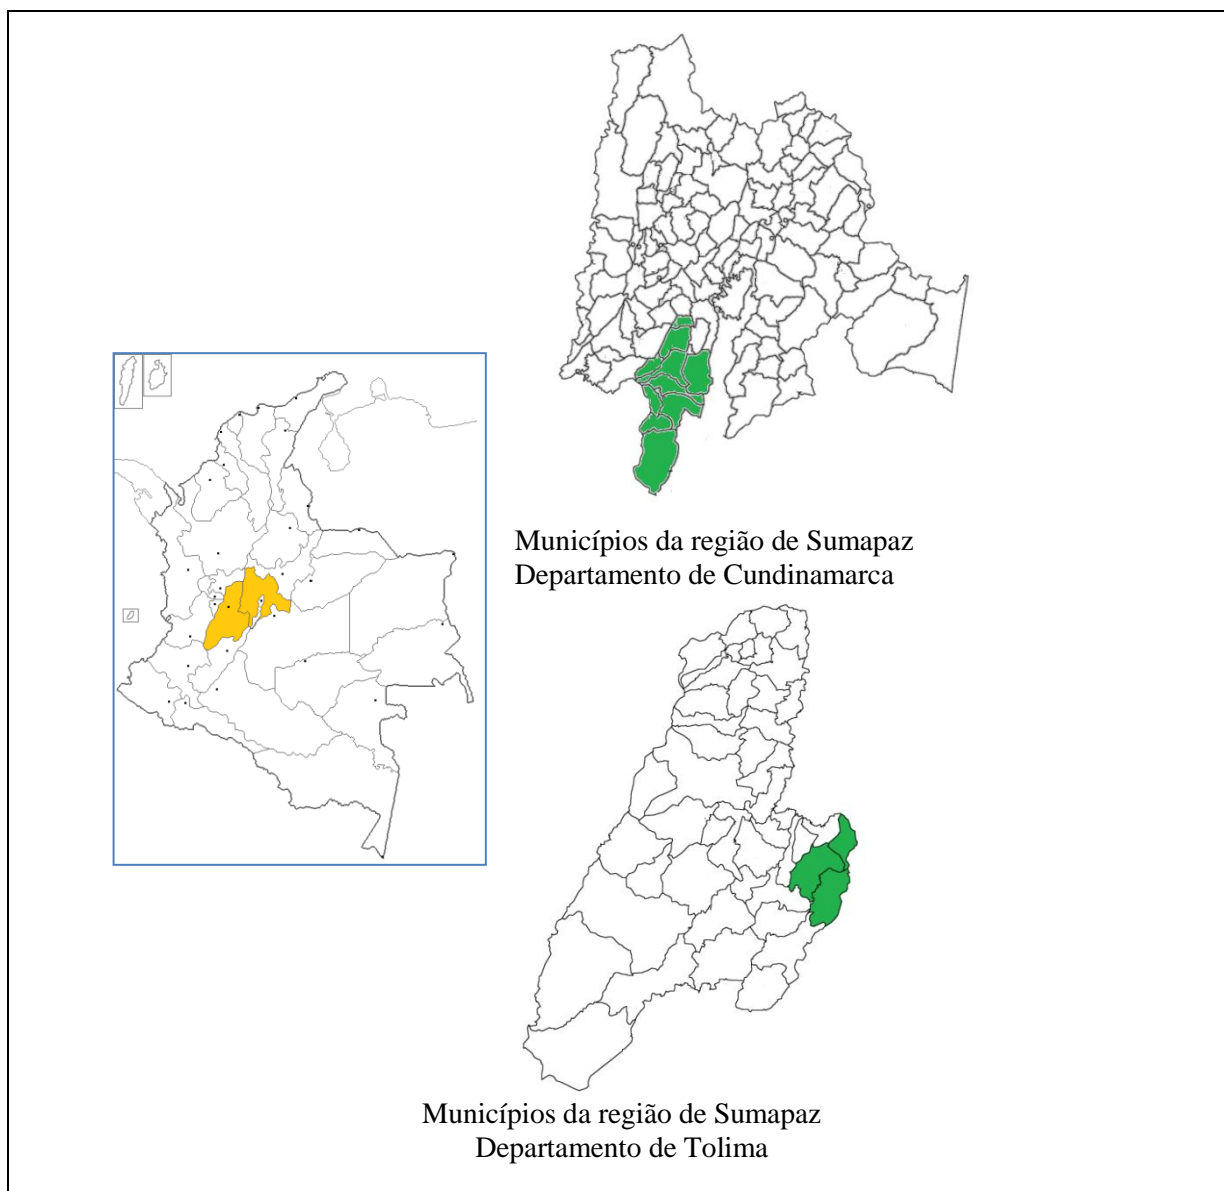 Municípios da região de Sumapaz
Departamento de Cundinamarca
Municípios da região de Sumapaz
Departamento de Tolima